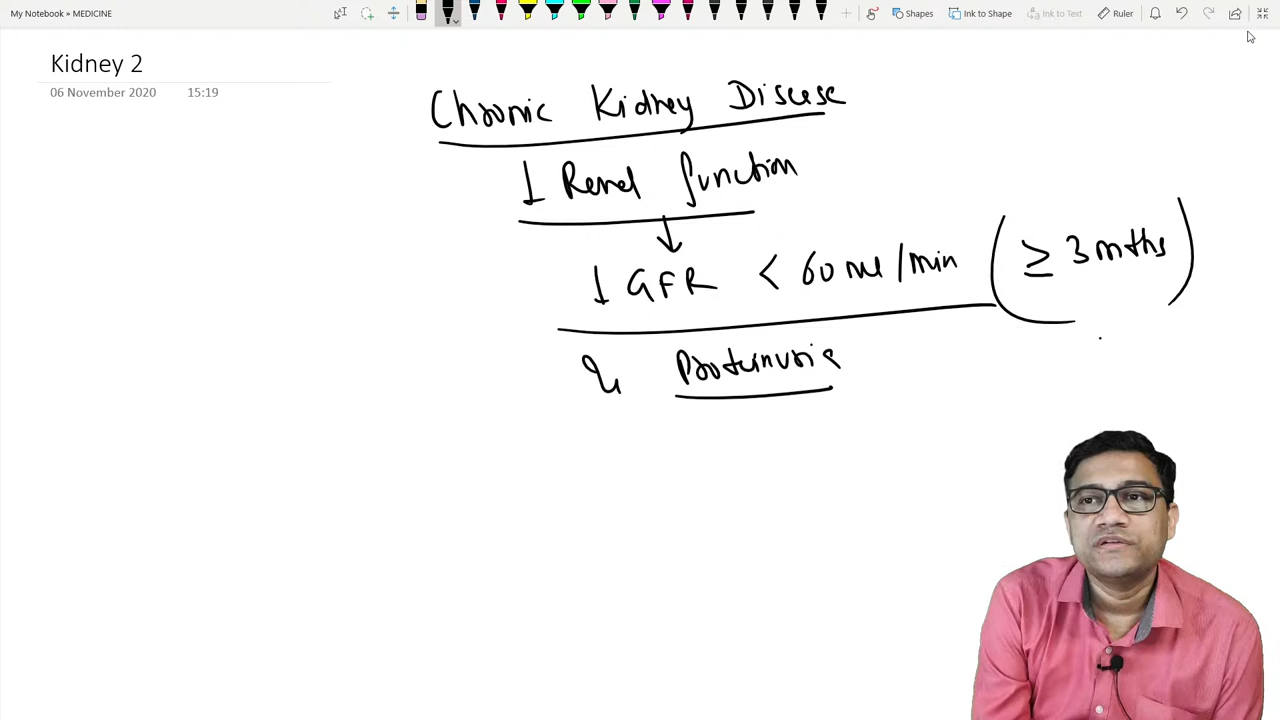 My Notebook » MEDICINE
Shapes Ink to Shape Ink to Text Ruler
Kidney 2
06 November 2020 15:19
Chronic Kidney Disease
↓ Renal function
↓
↓ GFR < 60 ml/min (≥ 3 mths)
Proteinuria